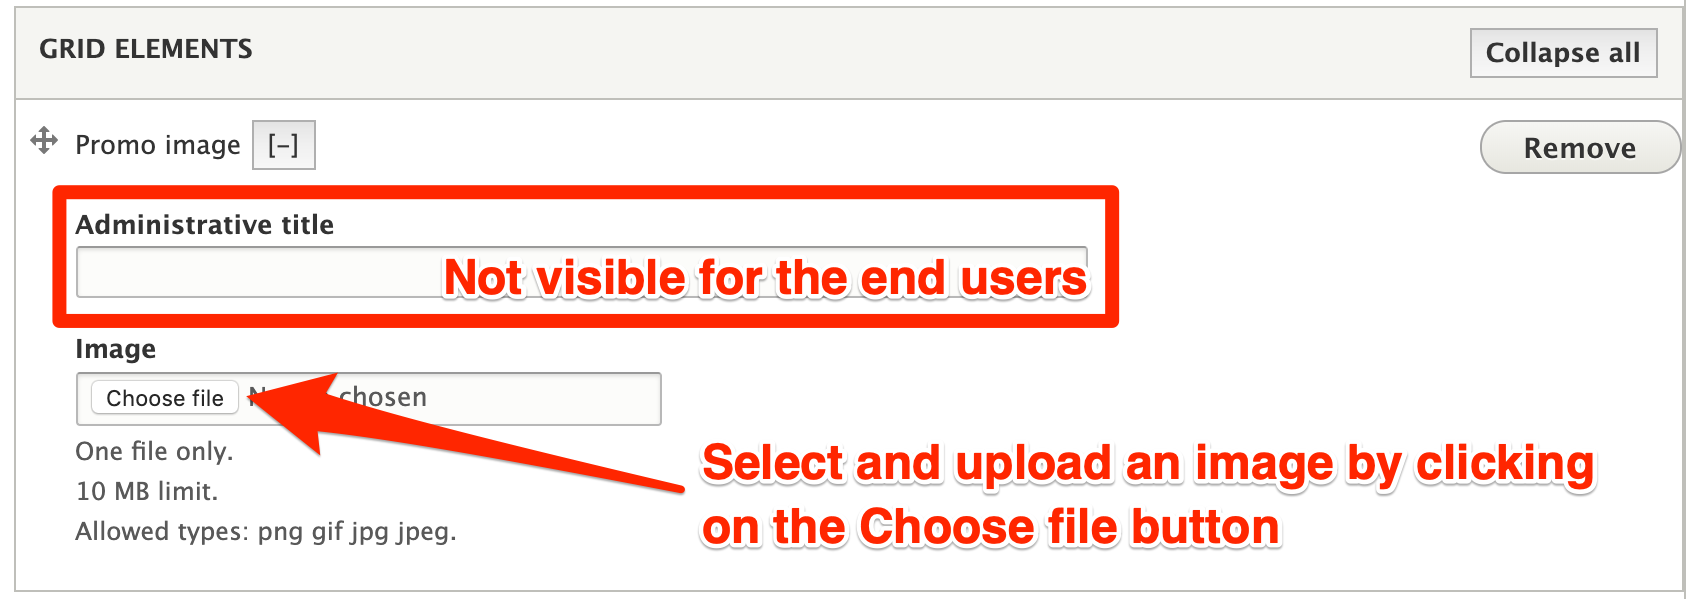 GRID ELEMENTS
Collapse all
Promo image [–]
Remove
Administrative title
Not visible for the end users
Image
Choose file chosen
One file only.
10 MB limit.
Allowed types: png gif jpg jpeg.
Select and upload an image by clicking
on the Choose file button